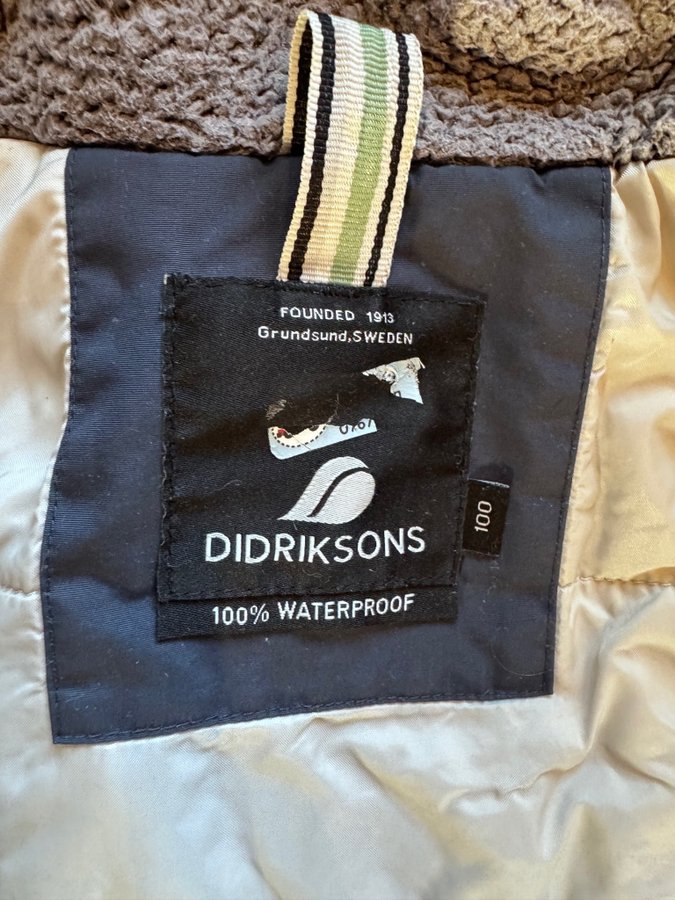 FOUNDED 1913
Grundsund,SWEDEN
DIDRIKSONS
100
100% WATERPROOF